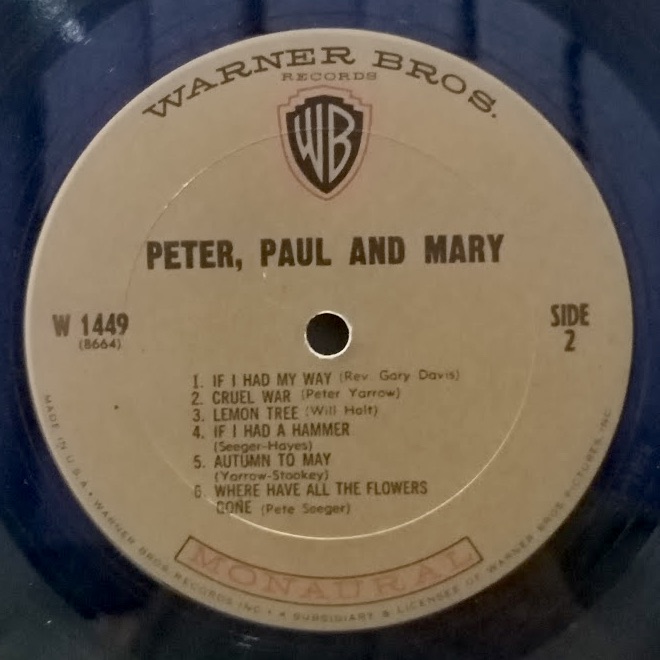 WARNER BROS.
RECORDS
WB
PETER, PAUL AND MARY
W 1449
(8664)
SIDE
2
1. IF I HAD MY WAY (Rev. Gary Davis)
2. CRUEL WAR (Peter Yarrow)
3. LEMON TREE (Will Holt)
4. IF I HAD A HAMMER
(Seeger-Hayes)
5. AUTUMN TO MAY
(Yarrow-Stookey)
6 WHERE HAVE ALL THE FLOWERS
GONE (Pete Seeger)
MONAURAL
MADE IN U.S.A. • WARNER BROS. RECORDS INC. • A SUBSIDIARY & LICENSEE OF WARNER BROS. PICTURES, INC.